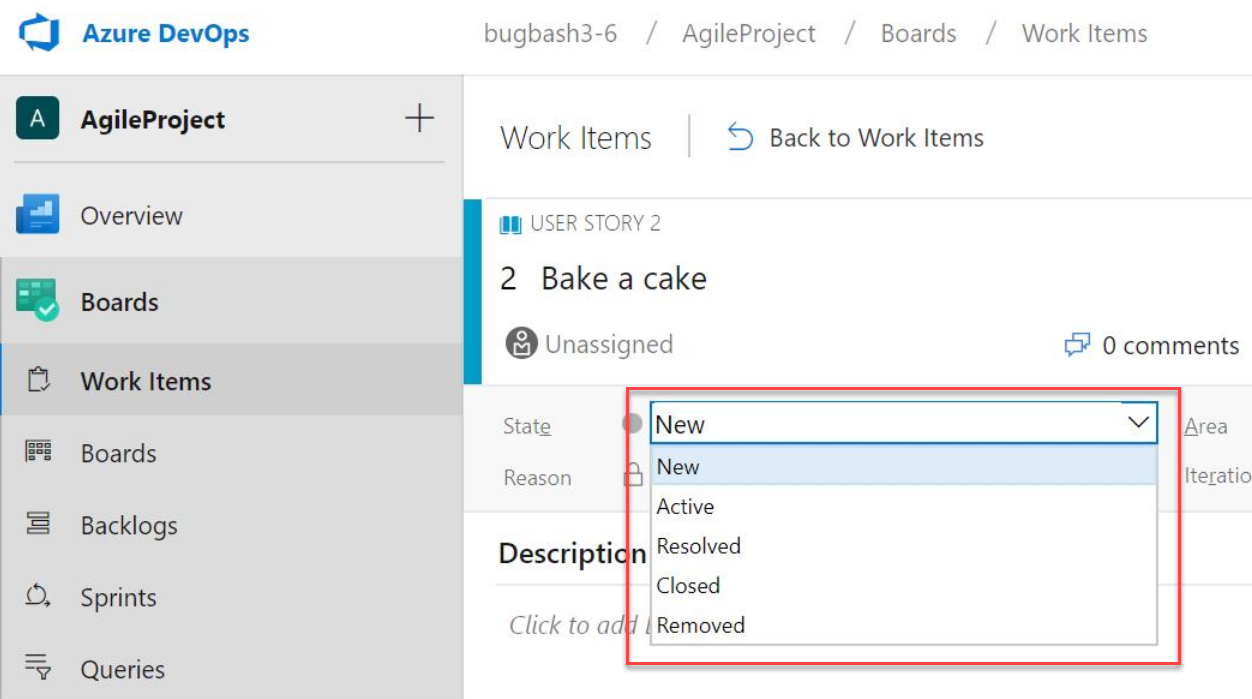 Azure DevOps
bugbash3-6 / AgileProject / Boards / Work Items
A AgileProject
Overview
Boards
Work Items
Boards
Backlogs
Sprints
Queries
Work Items
Back to Work Items
USER STORY 2
2 Bake a cake
Unassigned
0 comments
State New Area
Reason
New
Active
Resolved
Closed
Removed
Description
Click to add